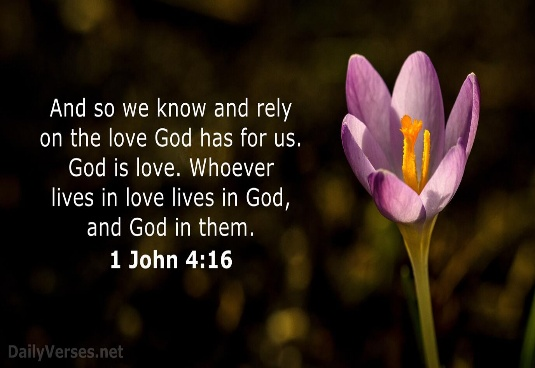 And so we know and rely
on the love God has for us.
God is love. Whoever
lives in love lives in God,
and God in them.
1 John 4:16
DailyVerses.net